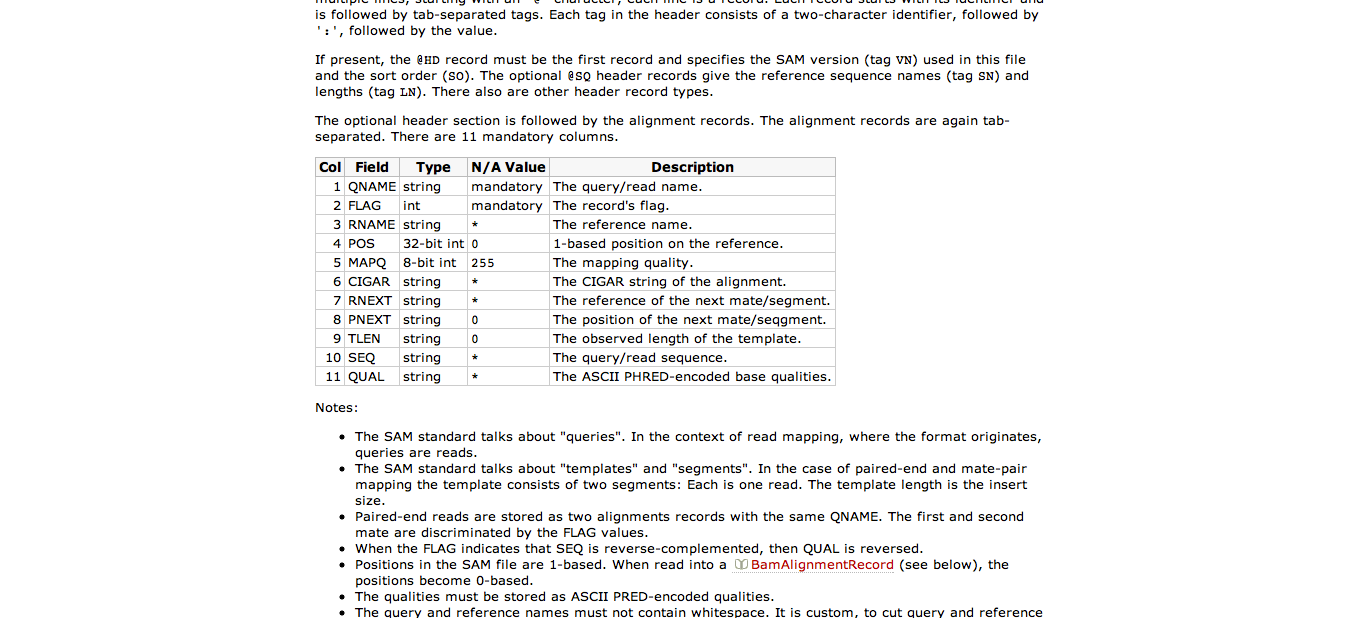 is followed by tab-separated tags. Each tag in the header consists of a two-character identifier, followed by
':', followed by the value.
If present, the @HD record must be the first record and specifies the SAM version (tag VN) used in this file
and the sort order (SO). The optional @SQ header records give the reference sequence names (tag SN) and
lengths (tag LN). There also are other header record types.
The optional header section is followed by the alignment records. The alignment records are again tab-
separated. There are 11 mandatory columns.
Col Field Type N/A Value Description
1 QNAME string mandatory The query/read name.
2 FLAG int mandatory The record's flag.
3 RNAME string * The reference name.
4 POS 32-bit int 0 1-based position on the reference.
5 MAPQ 8-bit int 255 The mapping quality.
6 CIGAR string * The CIGAR string of the alignment.
7 RNEXT string * The reference of the next mate/segment.
8 PNEXT string 0 The position of the next mate/seqgment.
9 TLEN string 0 The observed length of the template.
10 SEQ string * The query/read sequence.
11 QUAL string * The ASCII PHRED-encoded base qualities.
Notes:
• The SAM standard talks about "queries". In the context of read mapping, where the format originates,
queries are reads.
• The SAM standard talks about "templates" and "segments". In the case of paired-end and mate-pair
mapping the template consists of two segments: Each is one read. The template length is the insert
size.
• Paired-end reads are stored as two alignments records with the same QNAME. The first and second
mate are discriminated by the FLAG values.
• When the FLAG indicates that SEQ is reverse-complemented, then QUAL is reversed.
• Positions in the SAM file are 1-based. When read into a BamAlignmentRecord (see below), the
positions become 0-based.
• The qualities must be stored as ASCII PRED-encoded qualities.
• The query and reference names must not contain whitespace. It is custom, to cut query and reference